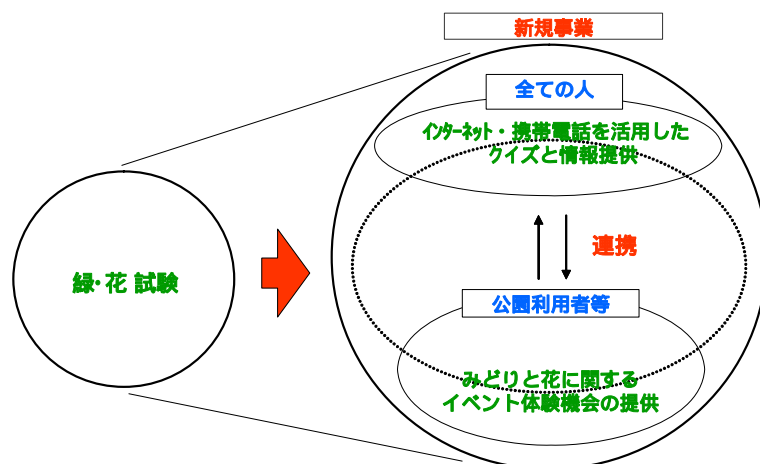 新規事業
全ての人
インターネット・携帯電話を活用した
クイズと情報提供
連携
緑・花 試験
公園利用者等
みどりと花に関する
イベント体験機会の提供